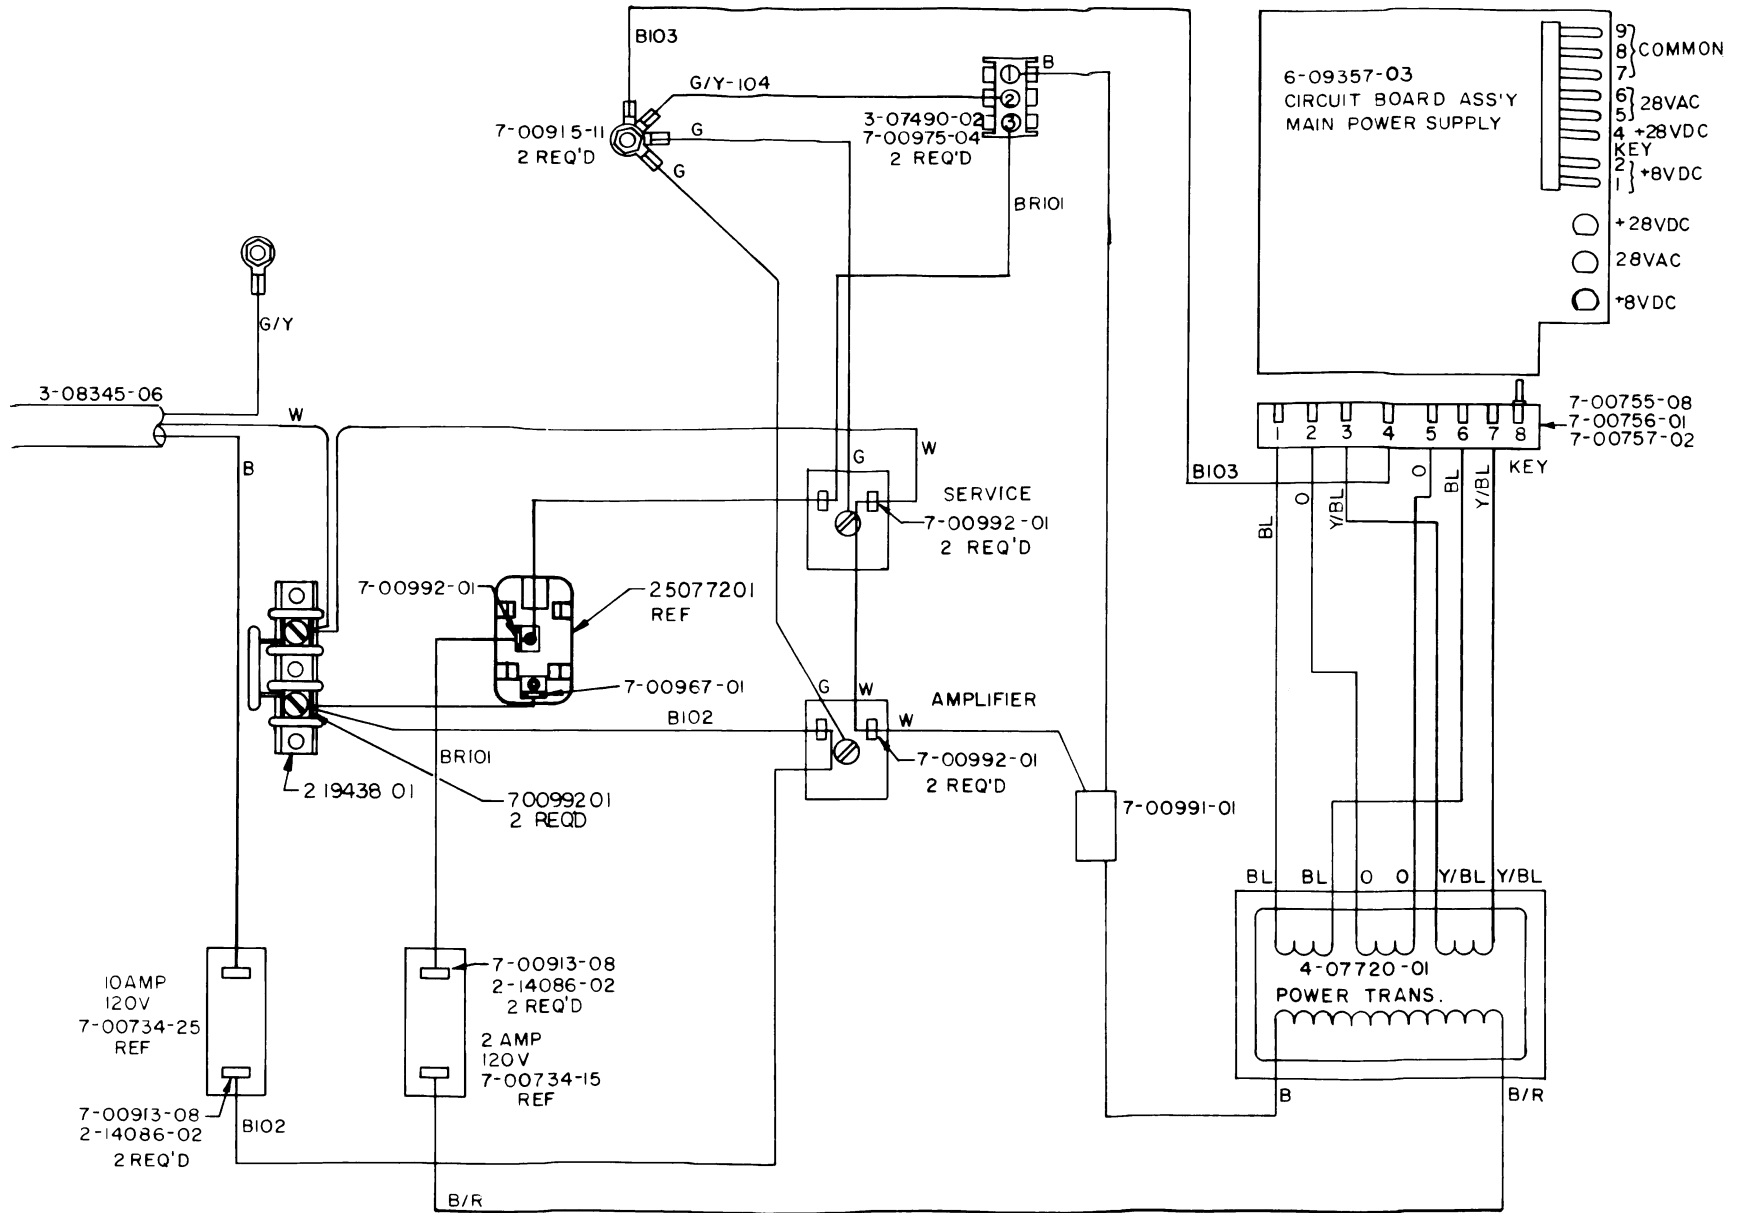 B103
B
9
8
7
COMMON
G/Y-104
1
2
3
6-09357-03
CIRCUIT BOARD ASS'Y
MAIN POWER SUPPLY
6
5
28VAC
4 +28VDC
KEY
2
1
+8VDC
7-00915-11
2 REQ'D
G
G
3-07490-02
7-00975-04
2 REQ'D
BR101
+28VDC
28VAC
+8VDC
G/Y
3-08345-06
W
B
W
G
7-00755-08
7-00756-01
7-00757-02
1 2 3 4 5 6 7 8
KEY
B103
BL
O
Y/BL
O
BL
Y/BL
SERVICE
7-00992-01
2 REQ'D
7-00992-01
25077201
REF
7-00967-01
G
W
AMPLIFIER
B102
W
7-00992-01
2 REQ'D
BR101
219438 01
70099201
2 REQD
7-00991-01
BL BL O O Y/BL Y/BL
4-07720-01
POWER TRANS.
10AMP
120V
7-00734-25
REF
7-00913-08
2-14086-02
2 REQ'D
2 AMP
120V
7-00734-15
REF
B
B/R
7-00913-08
2-14086-02
2REQ'D
B102
B/R